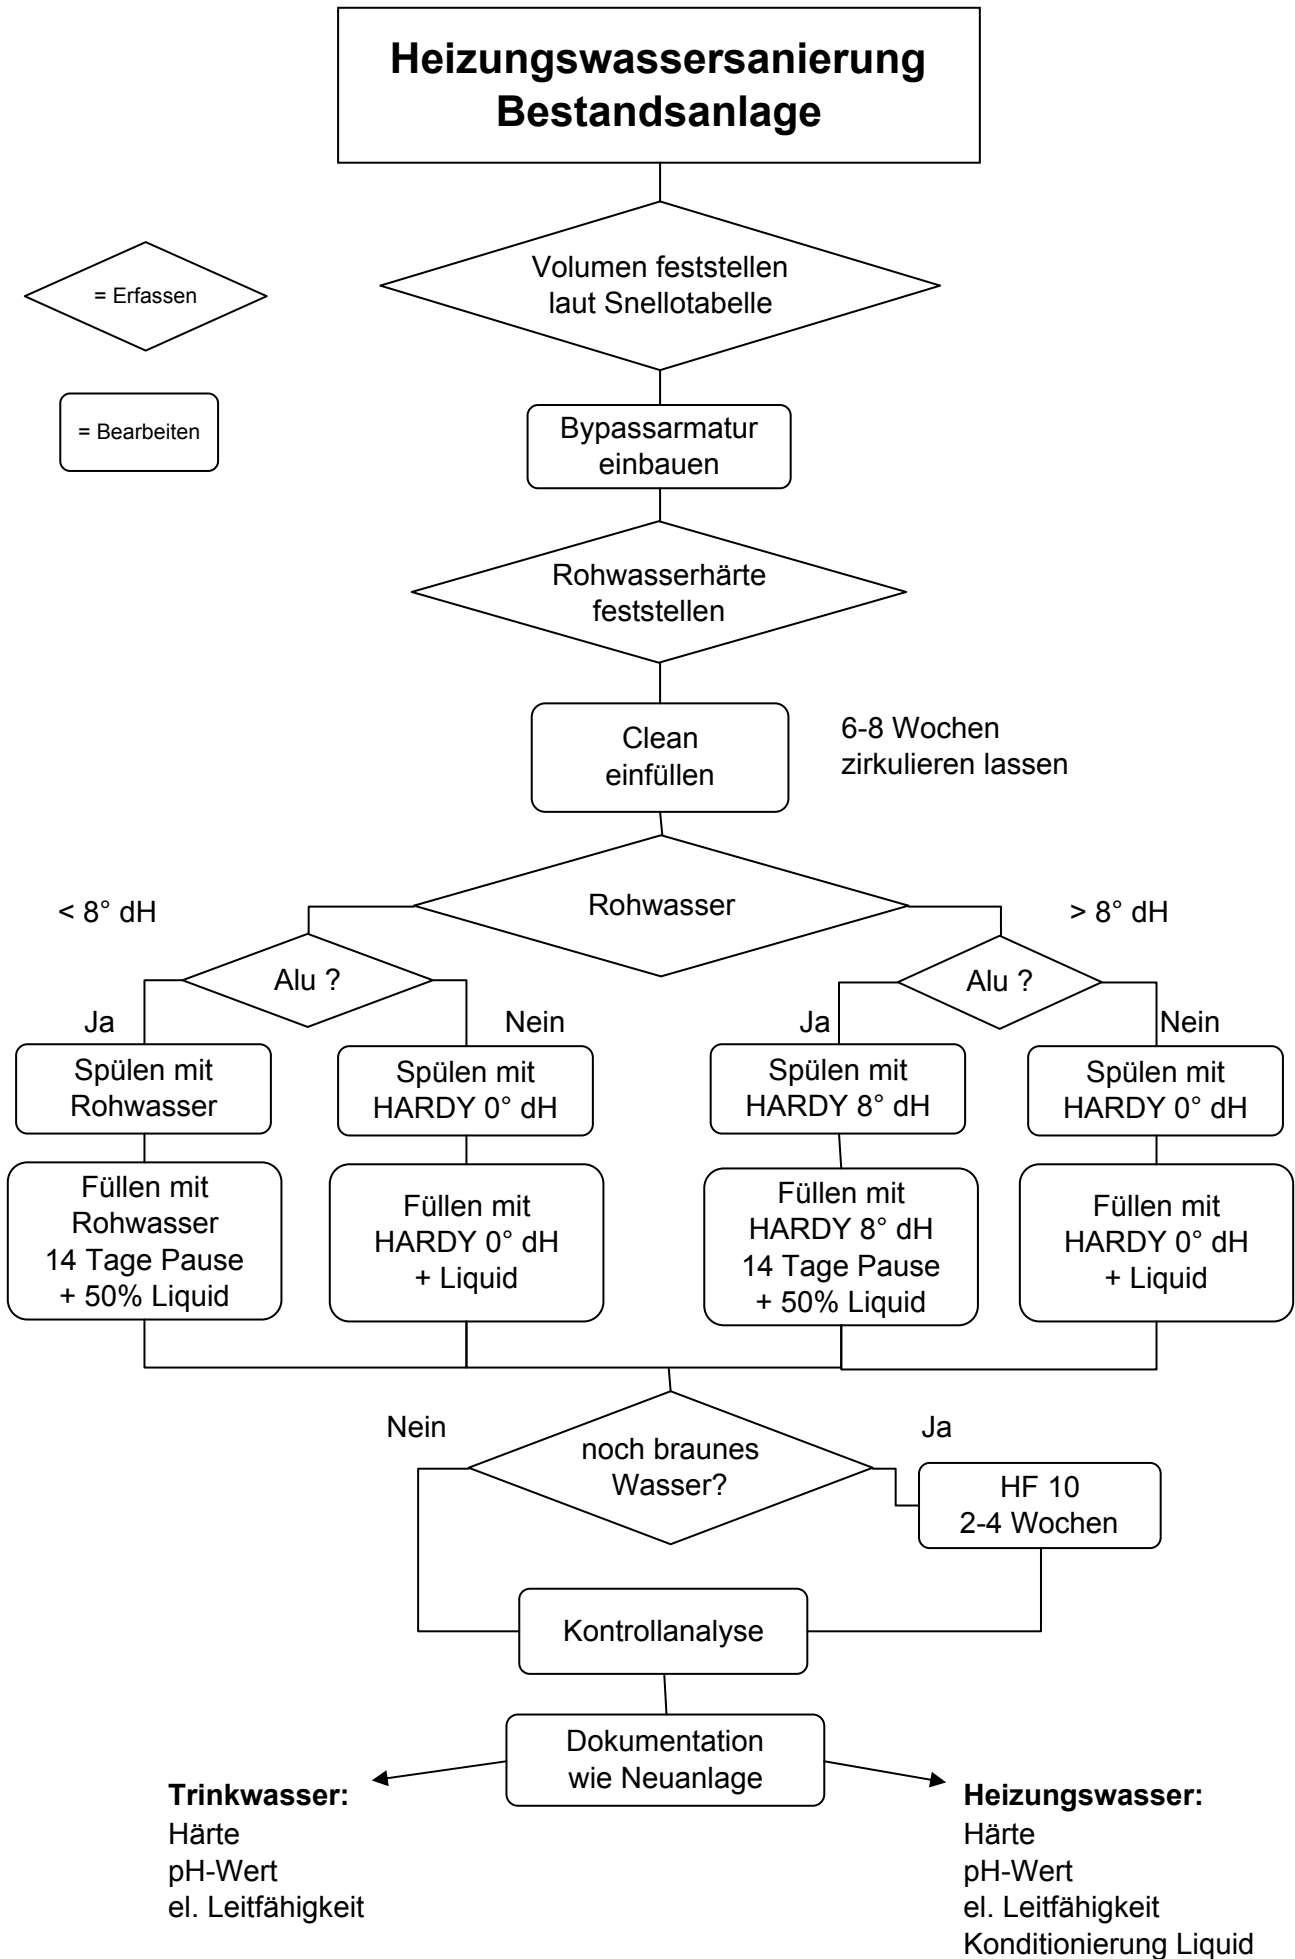 Heizungswassersanierung
Bestandsanlage
Volumen feststellen
laut Snellotabelle
= Erfassen
= Bearbeiten
Bypassarmatur
einbauen
Rohwasserhärte
feststellen
Clean
einfüllen
6-8 Wochen
zirkulieren lassen
< 8° dH
Rohwasser
> 8° dH
Alu ?
Alu ?
Ja
Nein
Ja
Nein
Spülen mit
Rohwasser
Spülen mit
HARDY 0° dH
Spülen mit
HARDY 8° dH
Spülen mit
HARDY 0° dH
Füllen mit
Rohwasser
14 Tage Pause
+ 50% Liquid
Füllen mit
HARDY 0° dH
+ Liquid
Füllen mit
HARDY 8° dH
14 Tage Pause
+ 50% Liquid
Füllen mit
HARDY 0° dH
+ Liquid
Nein
noch braunes
Wasser?
Ja
HF 10
2-4 Wochen
Kontrollanalyse
Dokumentation
wie Neuanlage
Trinkwasser:
Härte
pH-Wert
el. Leitfähigkeit
Heizungswasser:
Härte
pH-Wert
el. Leitfähigkeit
Konditionierung Liquid